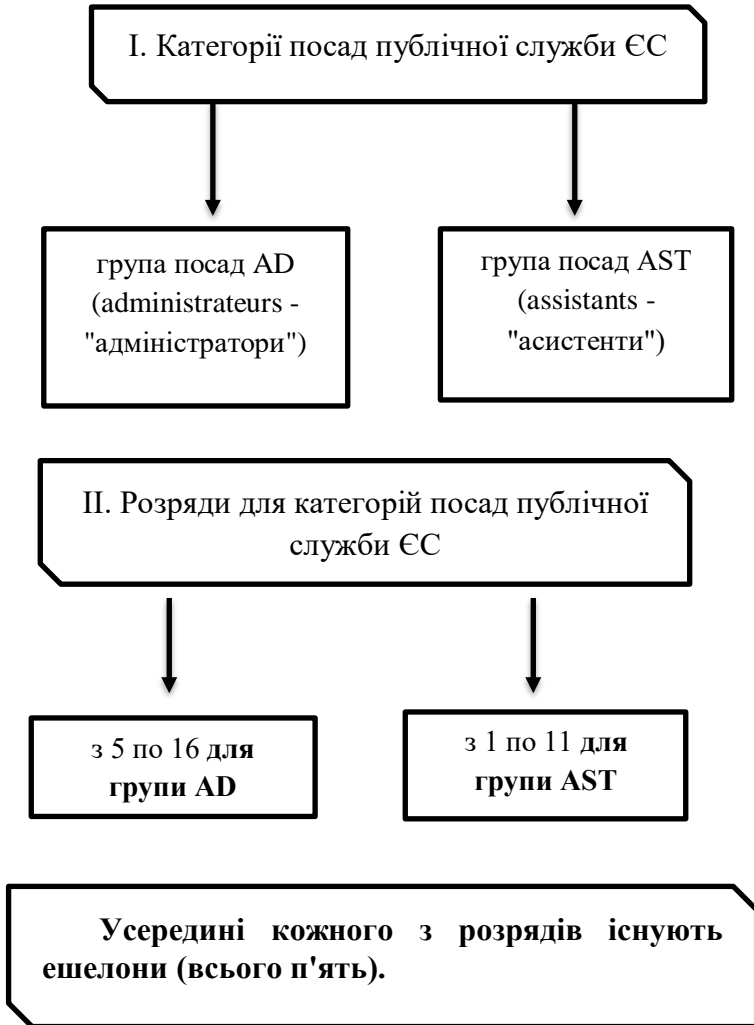 І. Категорії посад публічної служби ЄС
група посад AD
(administrateurs -
"адміністратори")
група посад AST
(assistants -
"асистенти")
ІІ. Розряди для категорій посад публічної
служби ЄС
з 5 по 16 для
групи AD
з 1 по 11 для
групи AST
Усередині кожного з розрядів існують
ешелони (всього п'ять).